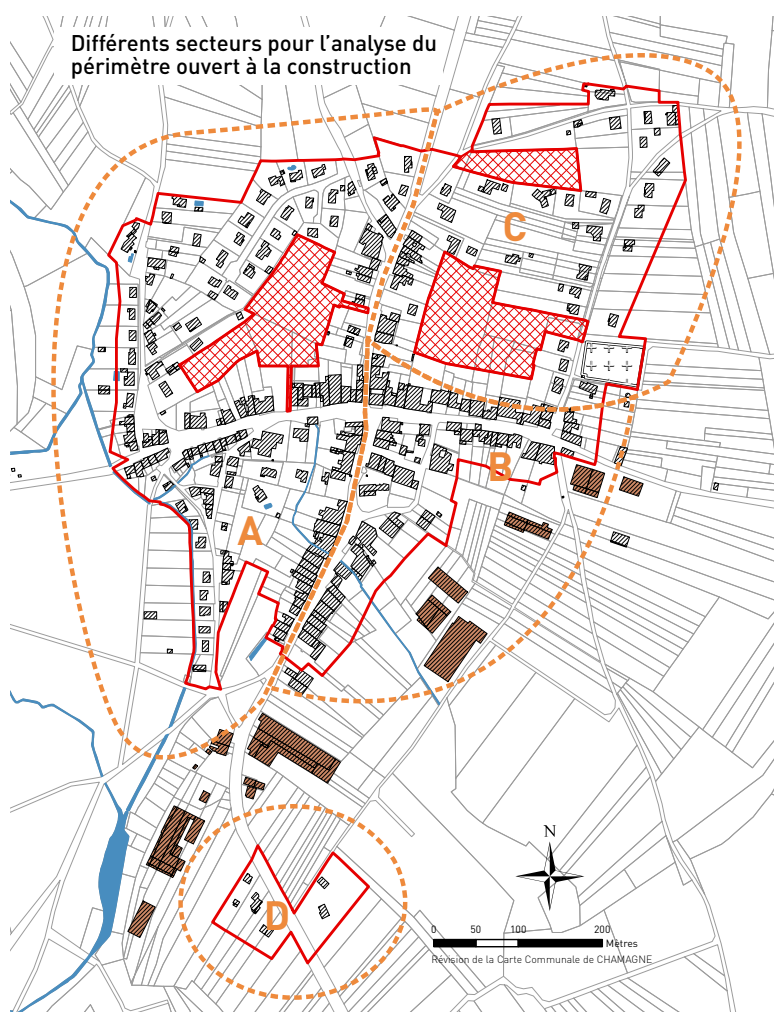 Différents secteurs pour l’analyse du
périmètre ouvert à la construction
C
B
A
D
N
0 50 100 200
Mètres
Révision de la Carte Communale de CHAMAGNE